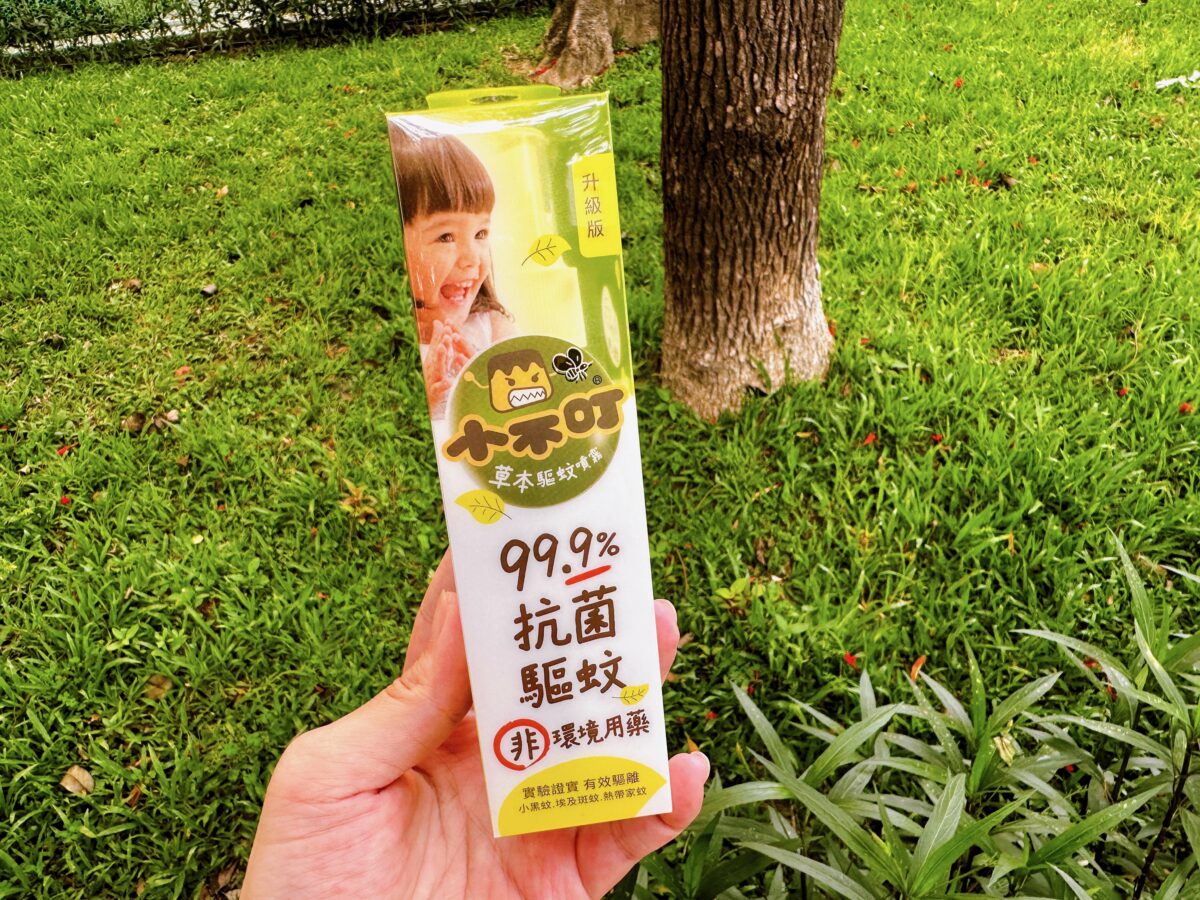 升級版
小不叮®
草本驅蚊噴霧
99.9%
抗菌
驅蚊
非環境用藥
實驗證實 有效驅離
小黑蚊.埃及斑蚊.熱帶家蚊